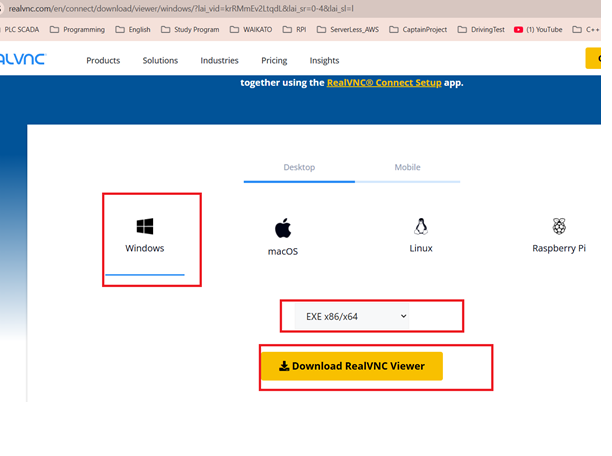 realvnc.com/en/connect/download/viewer/windows/?lai_vid=krRMmEv2LtqdL&lai_sr=0-4&lai_sl=l
PLC SCADA Programming English Study Program WAIKATO RPI ServerLess_AWS CaptainProject DrivingTest (1) YouTube C++
ALVNC Products Solutions Industries Pricing Insights
together using the RealVNC® Connect Setup app.
Desktop Mobile
Windows macOS Linux Raspberry Pi
EXE x86/x64
Download RealVNC Viewer